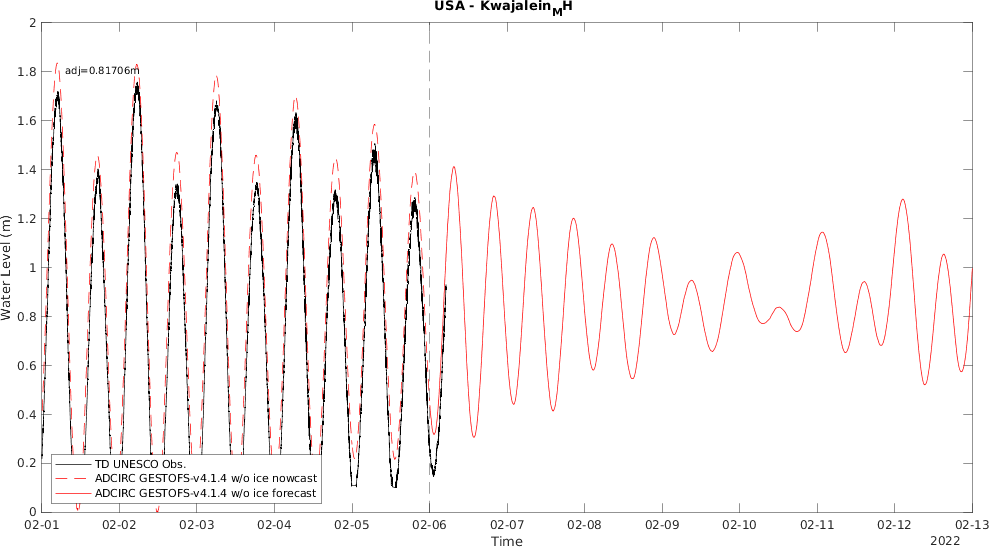 USA - Kwajalein_MH
adj=0.81706m
Water Level (m)
2
1.8
1.6
1.4
1.2
1
0.8
0.6
0.4
0.2
0
TD UNESCO Obs.
ADCIRC GESTOFS-v4.1.4 w/o ice nowcast
ADCIRC GESTOFS-v4.1.4 w/o ice forecast
02-01 02-02 02-03 02-04 02-05 02-06 02-07 02-08 02-09 02-10 02-11 02-12 02-13
Time
2022